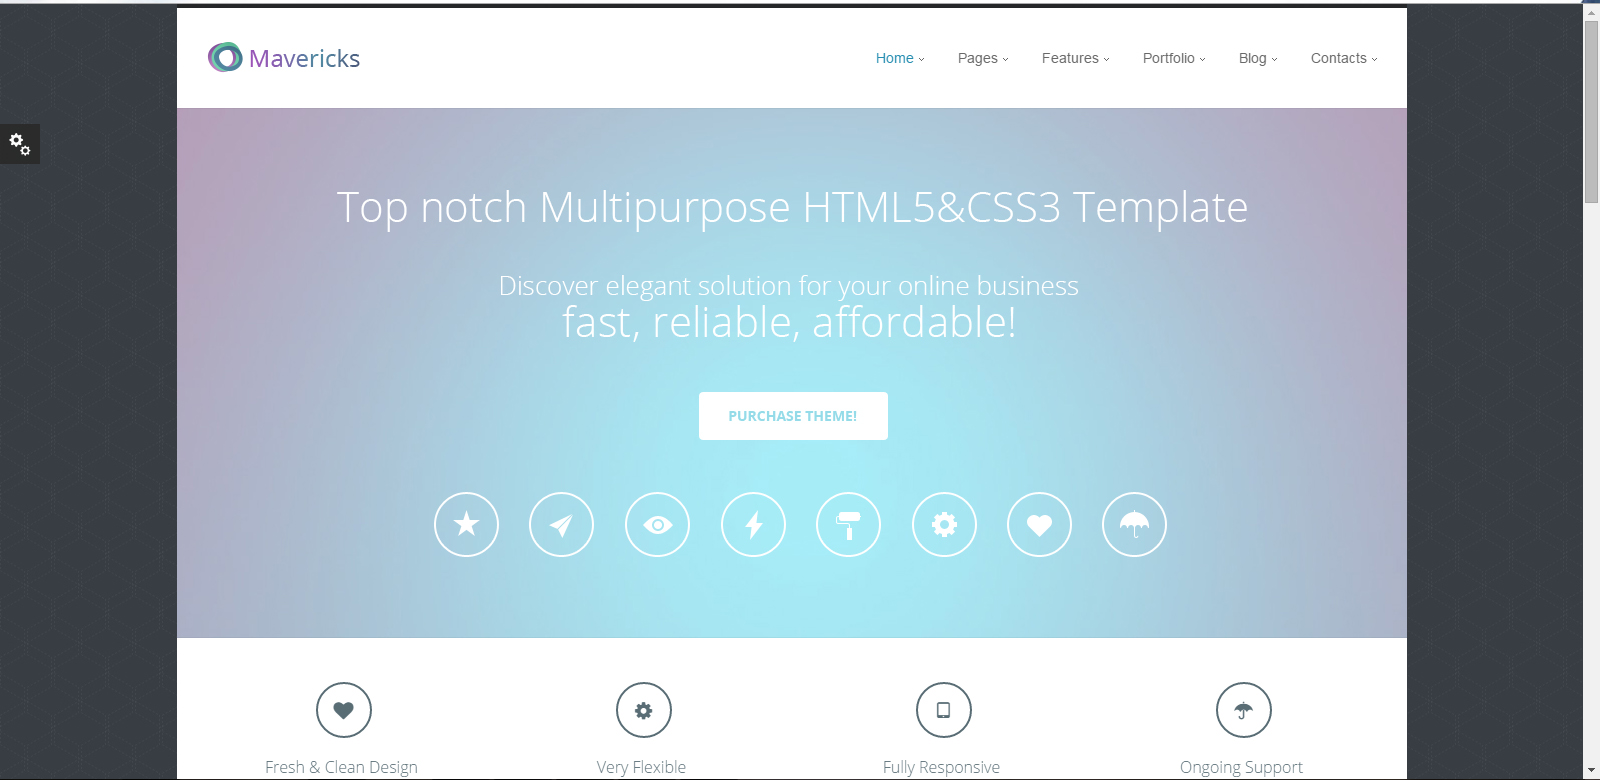 Mavericks
Home Pages Features Portfolio Blog Contacts
Top notch Multipurpose HTML5&CSS3 Template
Discover elegant solution for your online business
fast, reliable, affordable!
PURCHASE THEME!
Fresh & Clean Design Very Flexible Fully Responsive Ongoing Support